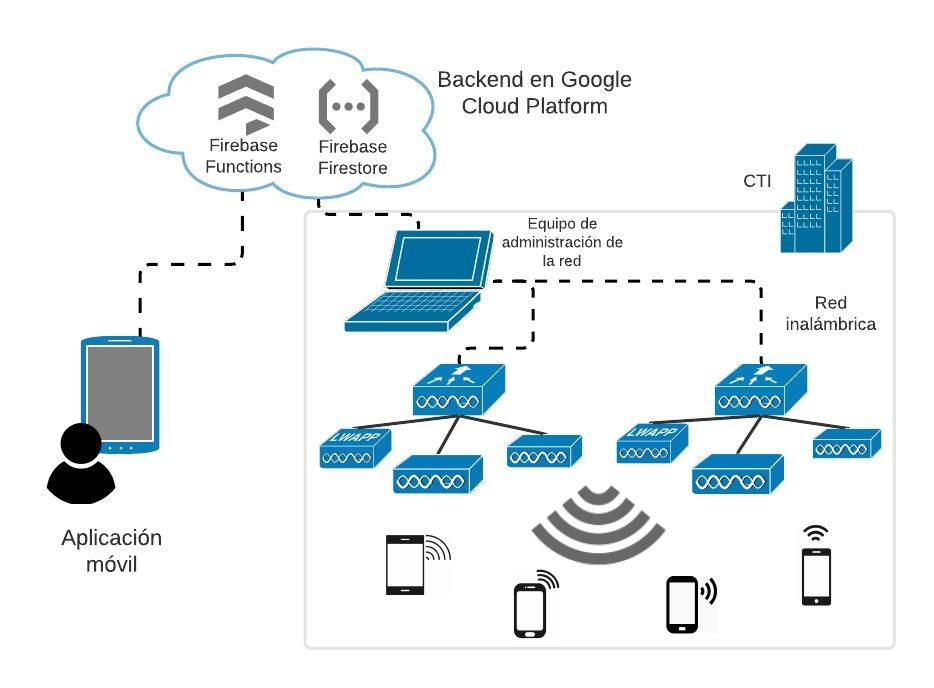 Backend en Google
Cloud Platform
Firebase
Functions
Firebase
Firestore
CTI
Equipo de
administración de
la red
Red
inalámbrica
LWAPP
LWAPP
Aplicación
móvil